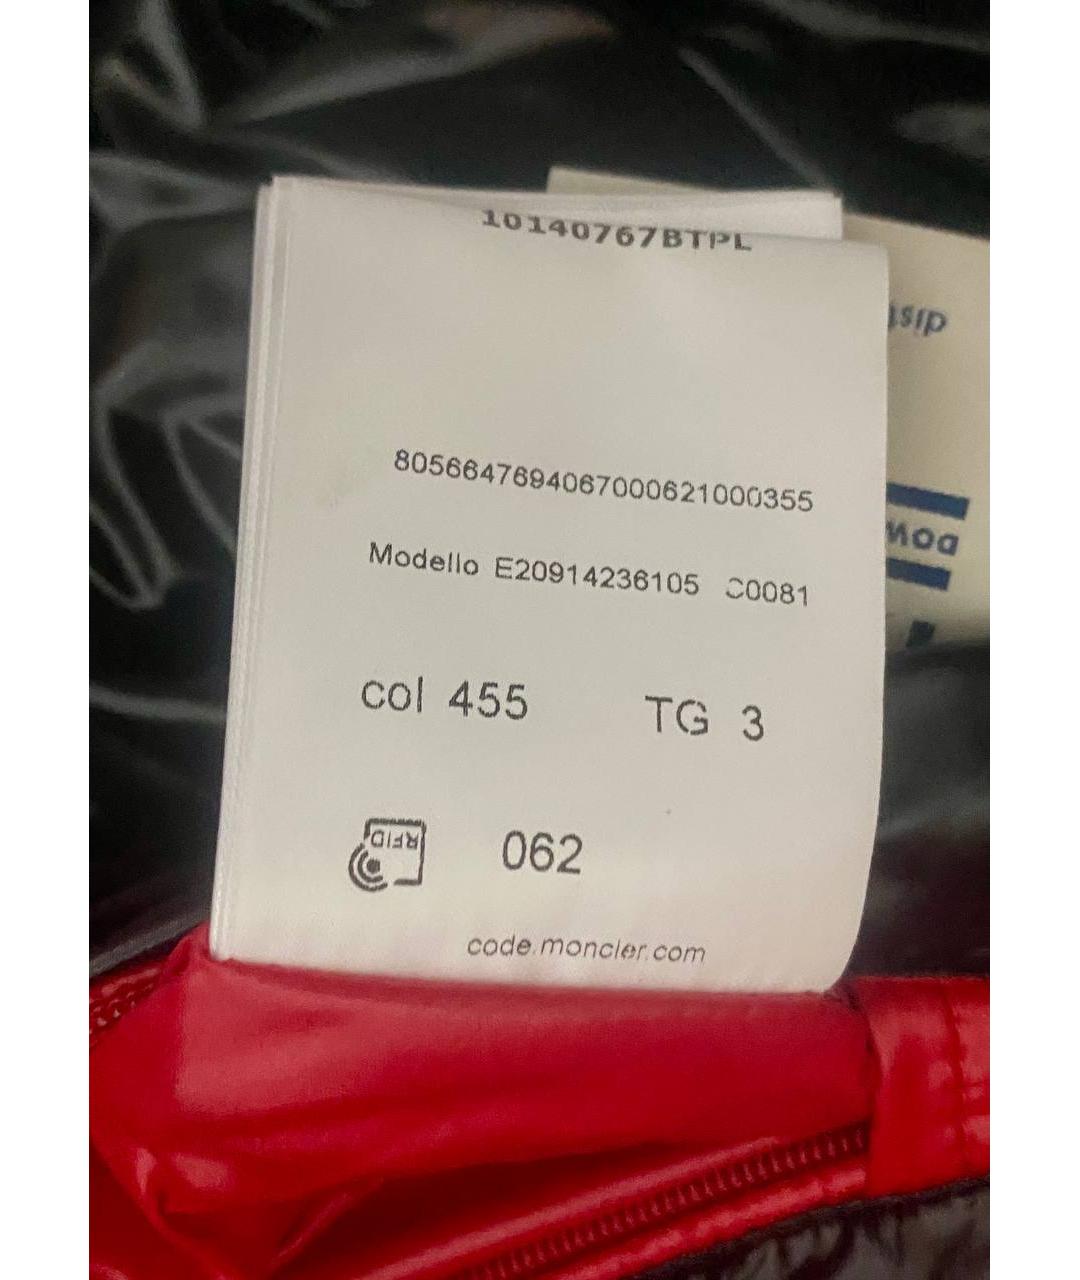 10140767BTPL
8056647694067000621000355
Modello E20914236105 C0081
col 455 TG 3
RFID
062
code.moncler.com